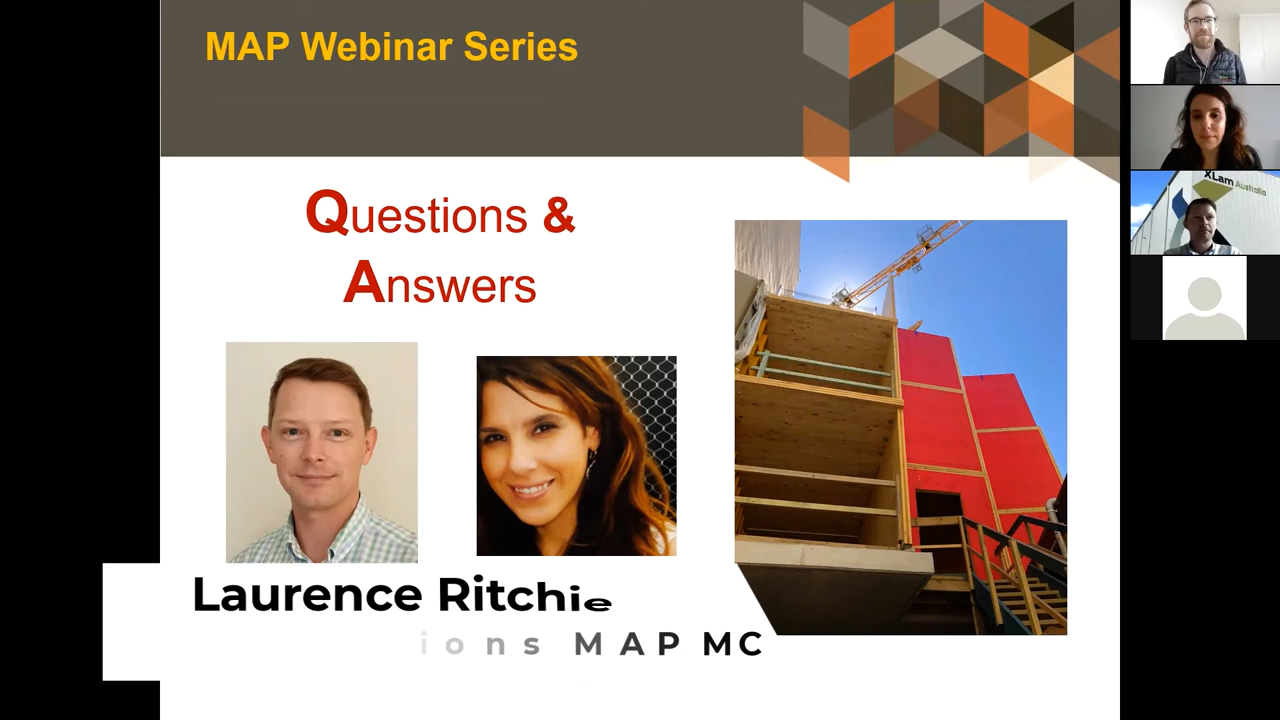 MAP Webinar Series
Questions &
Answers
Laurence Ritchie
ions MAP MC
XLam Australia